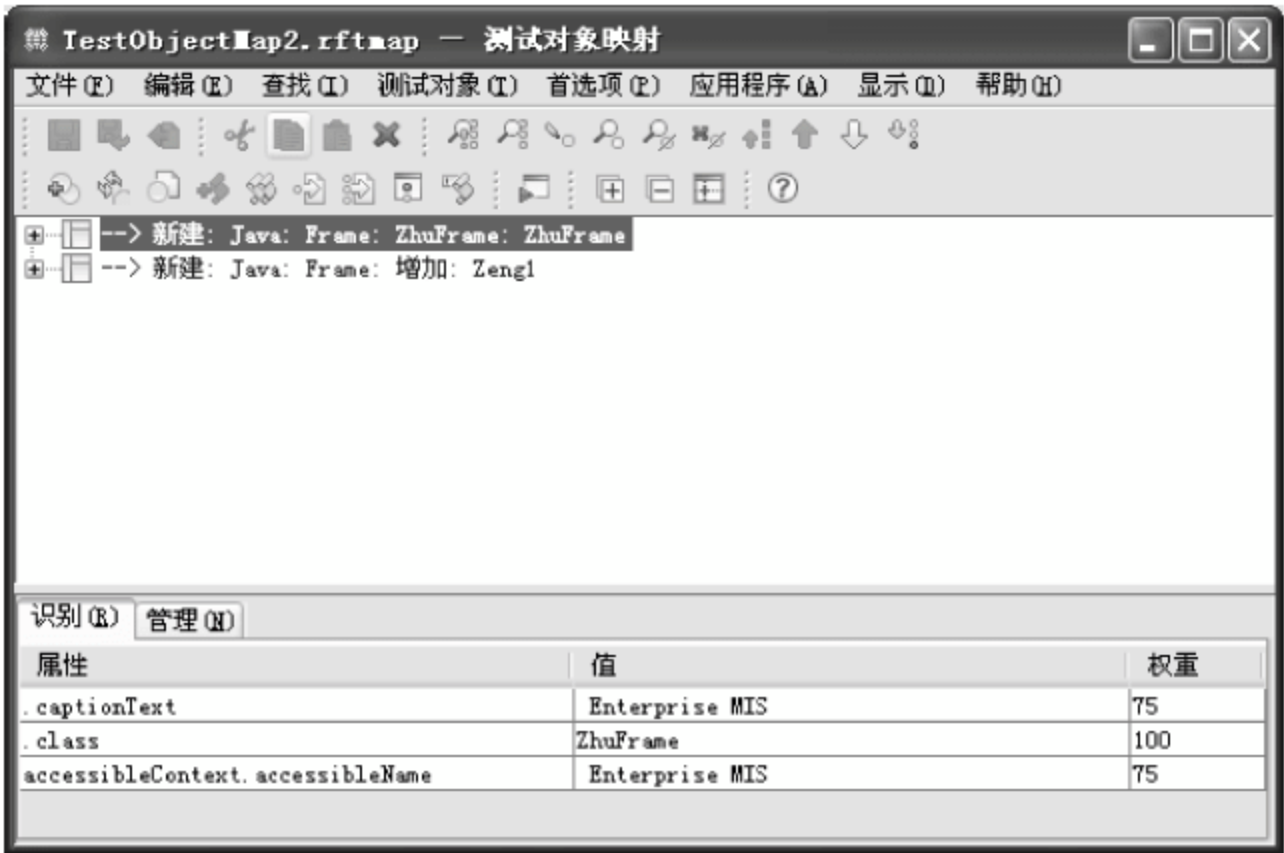 TestObjectMap2.rftmap — 测试对象映射
文件(F) 编辑(E) 查找(I) 测试对象(T) 首选项(P) 应用程序(A) 显示(D) 帮助(H)
--> 新建: Java: Frame: ZhuFrame: ZhuFrame
--> 新建: Java: Frame: 增加: Zeng1
识别(R) 管理(N)
属性 值 权重
.captionText Enterprise MIS 75
.class ZhuFrame 100
accessibleContext.accessibleName Enterprise MIS 75